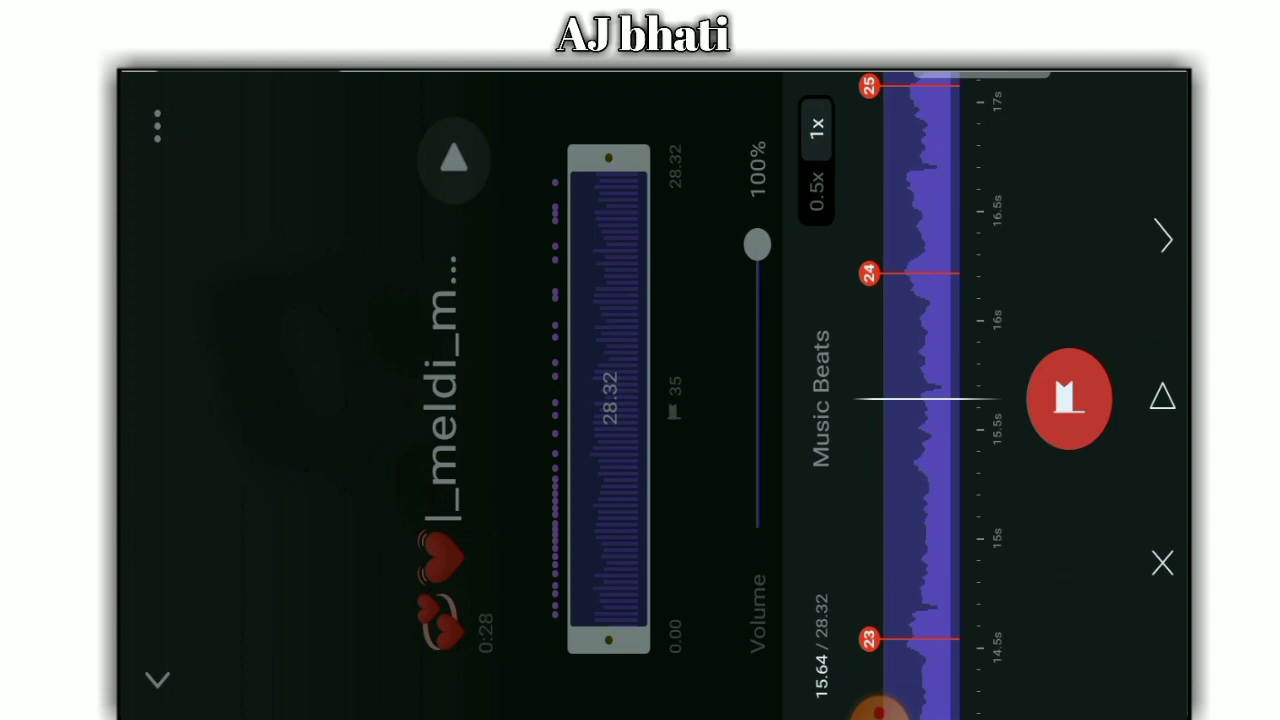 AJ bhati
|_meldi_m...
0:28
28.32
0.00
35
28.32
Volume
100%
15.64 / 28.32
Music Beats
0.5x
1x
23
24
25
14.5s
15s
15.5s
16s
16.5s
17s